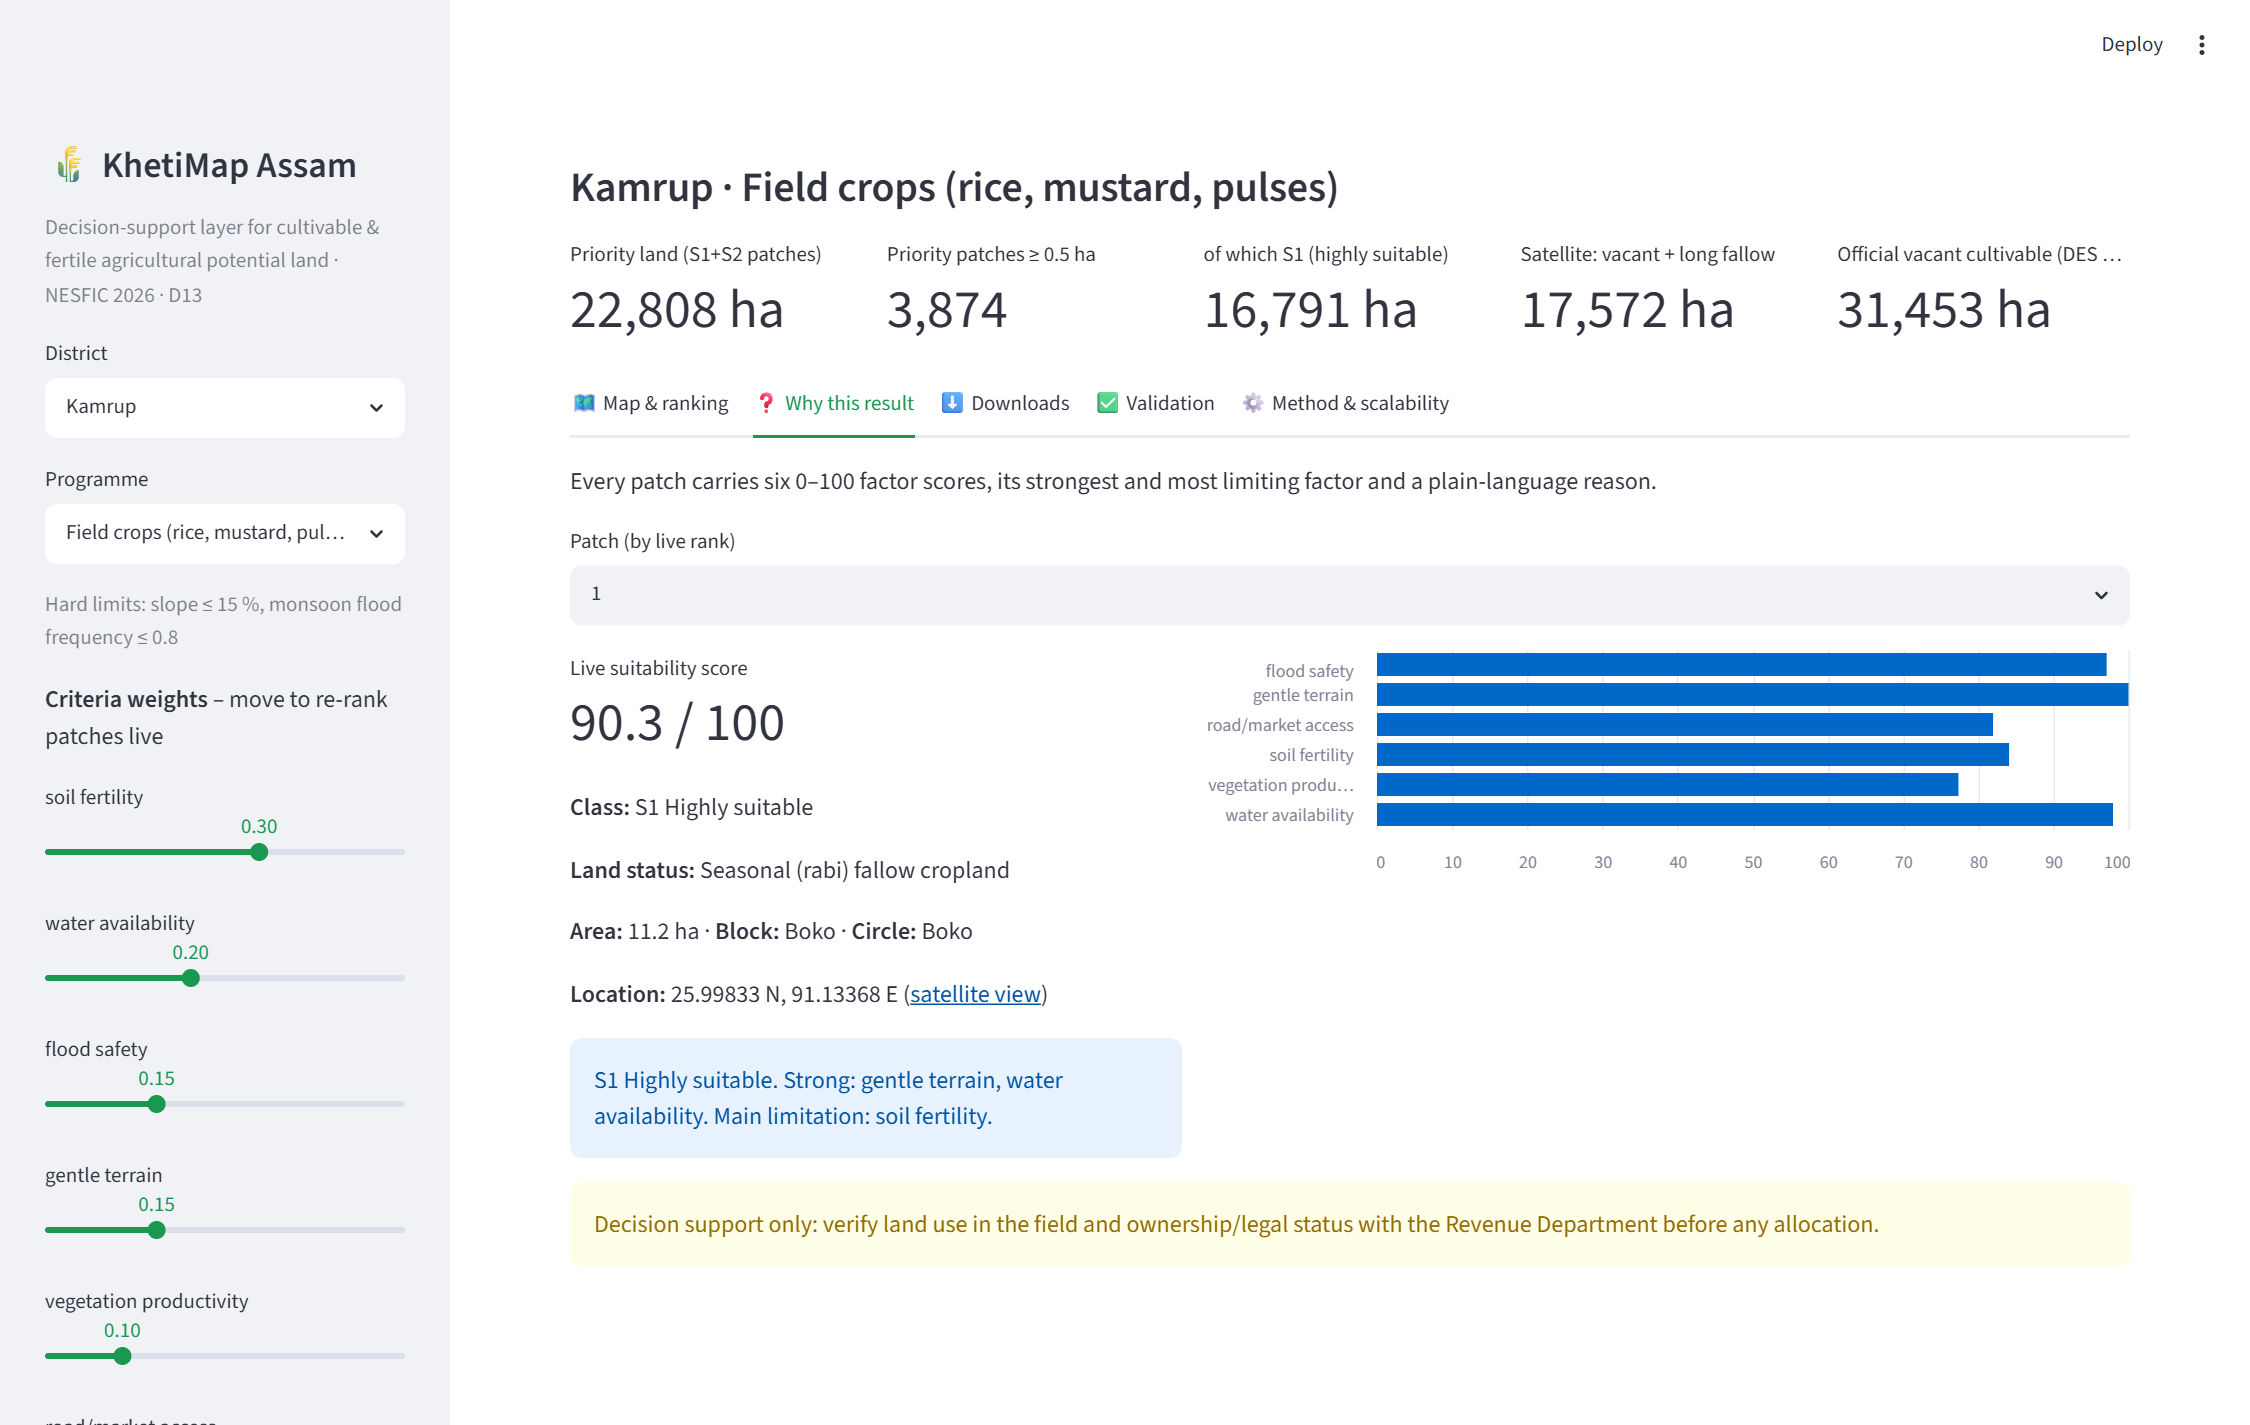 Deploy
KhetiMap Assam
Decision-support layer for cultivable &
fertile agricultural potential land ·
NESFIC 2026 · D13
District
Kamrup
Programme
Field crops (rice, mustard, pul…
Hard limits: slope ≤ 15 %, monsoon flood
frequency ≤ 0.8
Criteria weights – move to re-rank
patches live
soil fertility
0.30
water availability
0.20
flood safety
0.15
gentle terrain
0.15
vegetation productivity
0.10
road/market access
Kamrup · Field crops (rice, mustard, pulses)
Priority land (S1+S2 patches)
22,808 ha
Priority patches ≥ 0.5 ha
3,874
of which S1 (highly suitable)
16,791 ha
Satellite: vacant + long fallow
17,572 ha
Official vacant cultivable (DES …
31,453 ha
Map & ranking
Why this result
Downloads
Validation
Method & scalability
Every patch carries six 0–100 factor scores, its strongest and most limiting factor and a plain-language reason.
Patch (by live rank)
1
Live suitability score
90.3 / 100
Class: S1 Highly suitable
Land status: Seasonal (rabi) fallow cropland
Area: 11.2 ha · Block: Boko · Circle: Boko
Location: 25.99833 N, 91.13368 E (satellite view)
S1 Highly suitable. Strong: gentle terrain, water
availability. Main limitation: soil fertility.
flood safety
gentle terrain
road/market access
soil fertility
vegetation produ…
water availability
0 10 20 30 40 50 60 70 80 90 100
Decision support only: verify land use in the field and ownership/legal status with the Revenue Department before any allocation.